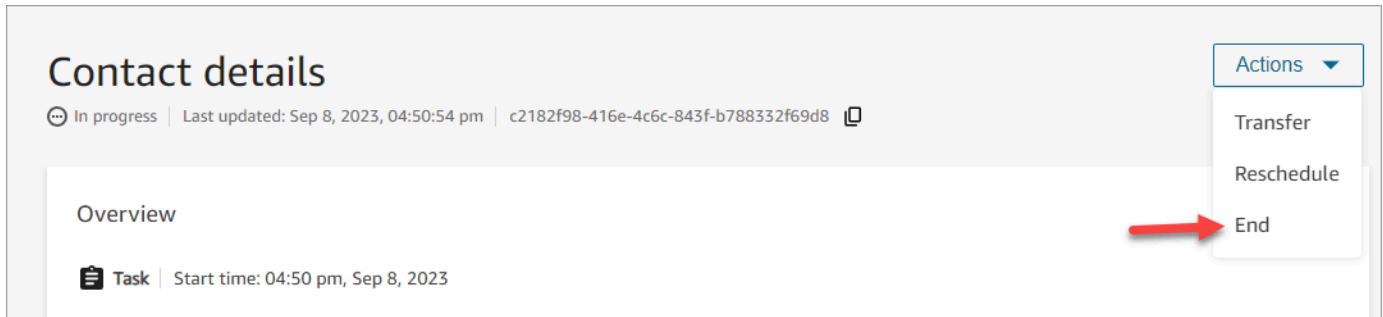 Contact details
Actions
In progress Last updated: Sep 8, 2023, 04:50:54 pm c2182f98-416e-4c6c-843f-b788332f69d8
Transfer
Reschedule
End
Overview
Task Start time: 04:50 pm, Sep 8, 2023